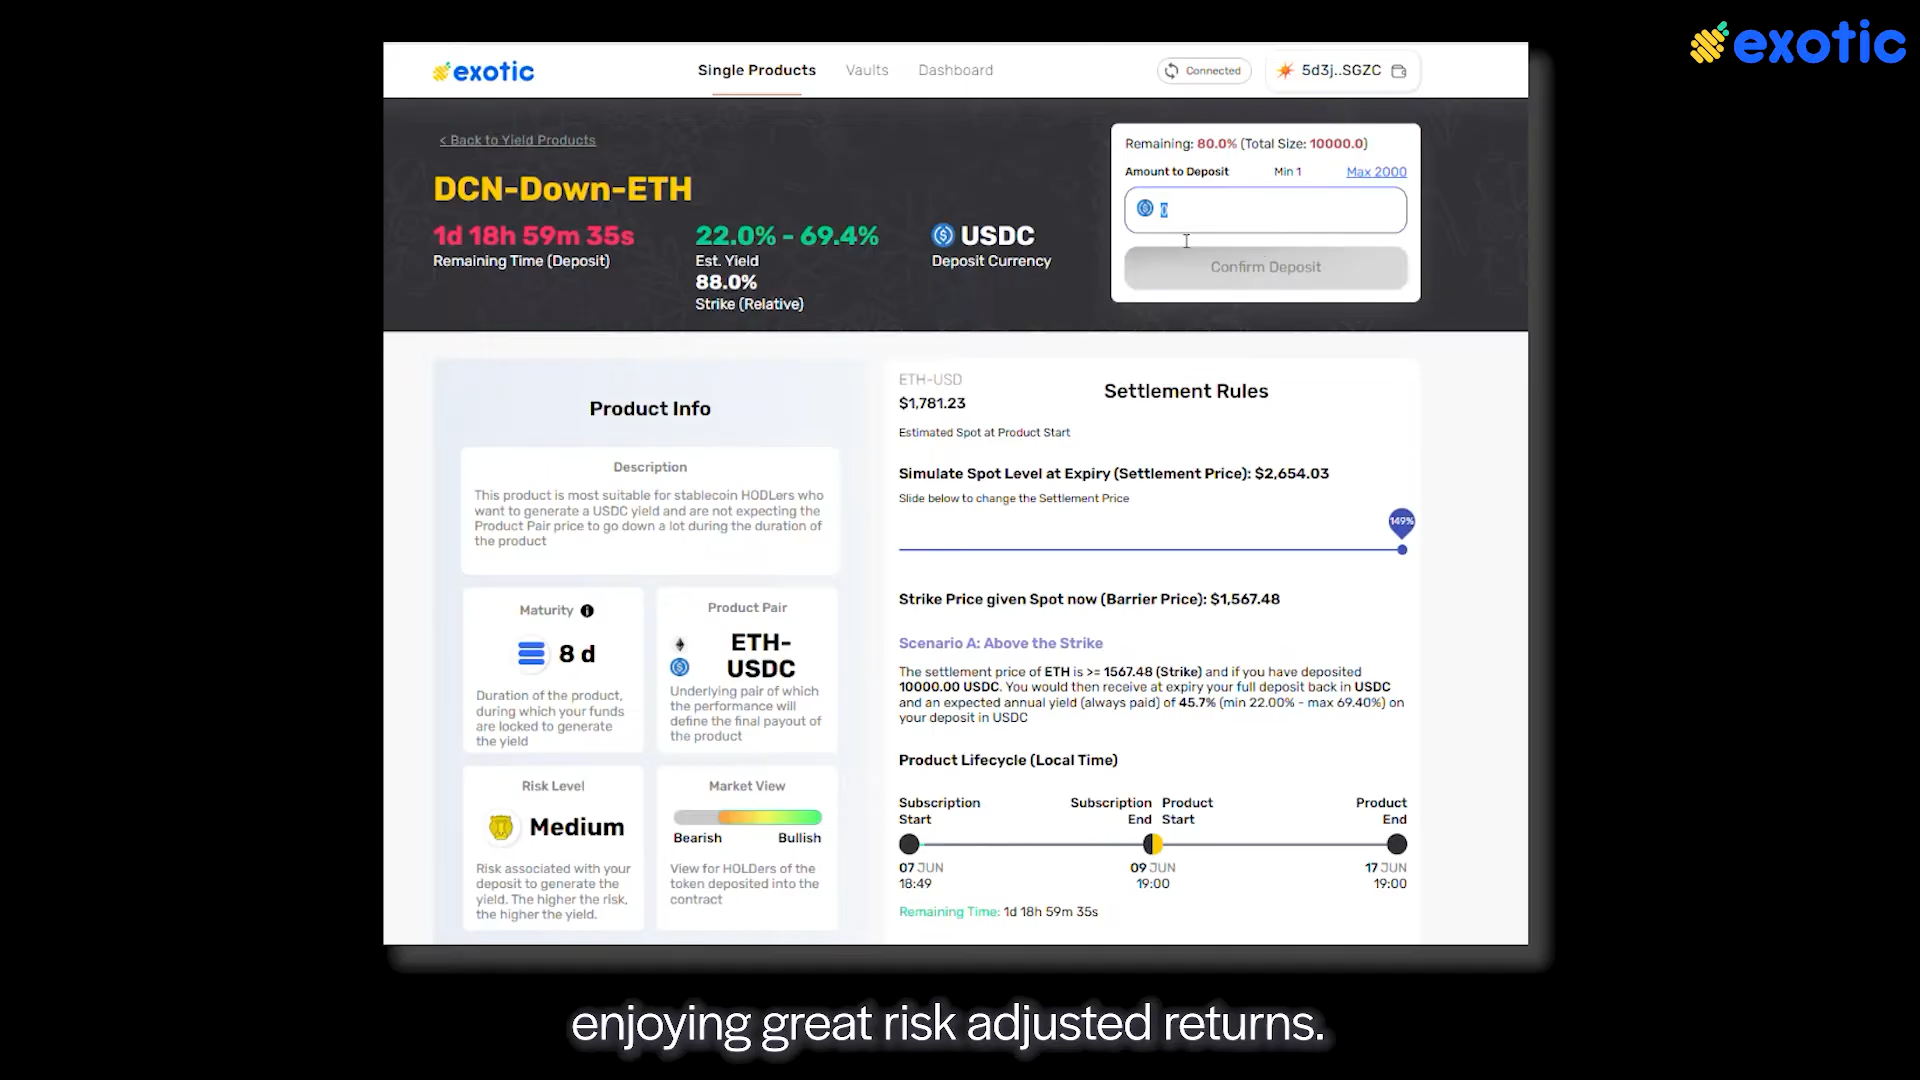 exotic
exotic
Single Products
Vaults
Dashboard
Connected
5d3j..SGZC
< Back to Yield Products
DCN-Down-ETH
1d 18h 59m 35s
Remaining Time (Deposit)
22.0% - 69.4%
Est. Yield
88.0%
Strike (Relative)
USDC
Deposit Currency
Remaining: 80.0% (Total Size: 10000.0)
Amount to Deposit
Min 1
Max 2000
0
Confirm Deposit
Product Info
Description
This product is most suitable for stablecoin HODLers who
want to generate a USDC yield and are not expecting the
Product Pair price to go down a lot during the duration of
the product
Maturity
8 d
Duration of the product,
during which your funds
are locked to generate
the yield
Product Pair
ETH-
USDC
Underlying pair of which
the performance will
define the final payout of
the product
Risk Level
Medium
Risk associated with your
deposit to generate the
yield. The higher the risk,
the higher the yield.
Market View
Bearish
Bullish
View for HOLDers of the
token deposited into the
contract
ETH-USD
$1,781.23
Settlement Rules
Estimated Spot at Product Start
Simulate Spot Level at Expiry (Settlement Price): $2,654.03
Slide below to change the Settlement Price
149%
Strike Price given Spot now (Barrier Price): $1,567.48
Scenario A: Above the Strike
The settlement price of ETH is >= 1567.48 (Strike) and if you have deposited
10000.00 USDC. You would then receive at expiry your full deposit back in USDC
and an expected annual yield (always paid) of 45.7% (min 22.00% - max 69.40%) on
your deposit in USDC
Product Lifecycle (Local Time)
Subscription
Start
Subscription
End
Product
Start
Product
End
07 JUN
18:49
09 JUN
19:00
17 JUN
19:00
Remaining Time: 1d 18h 59m 35s
enjoying great risk adjusted returns.